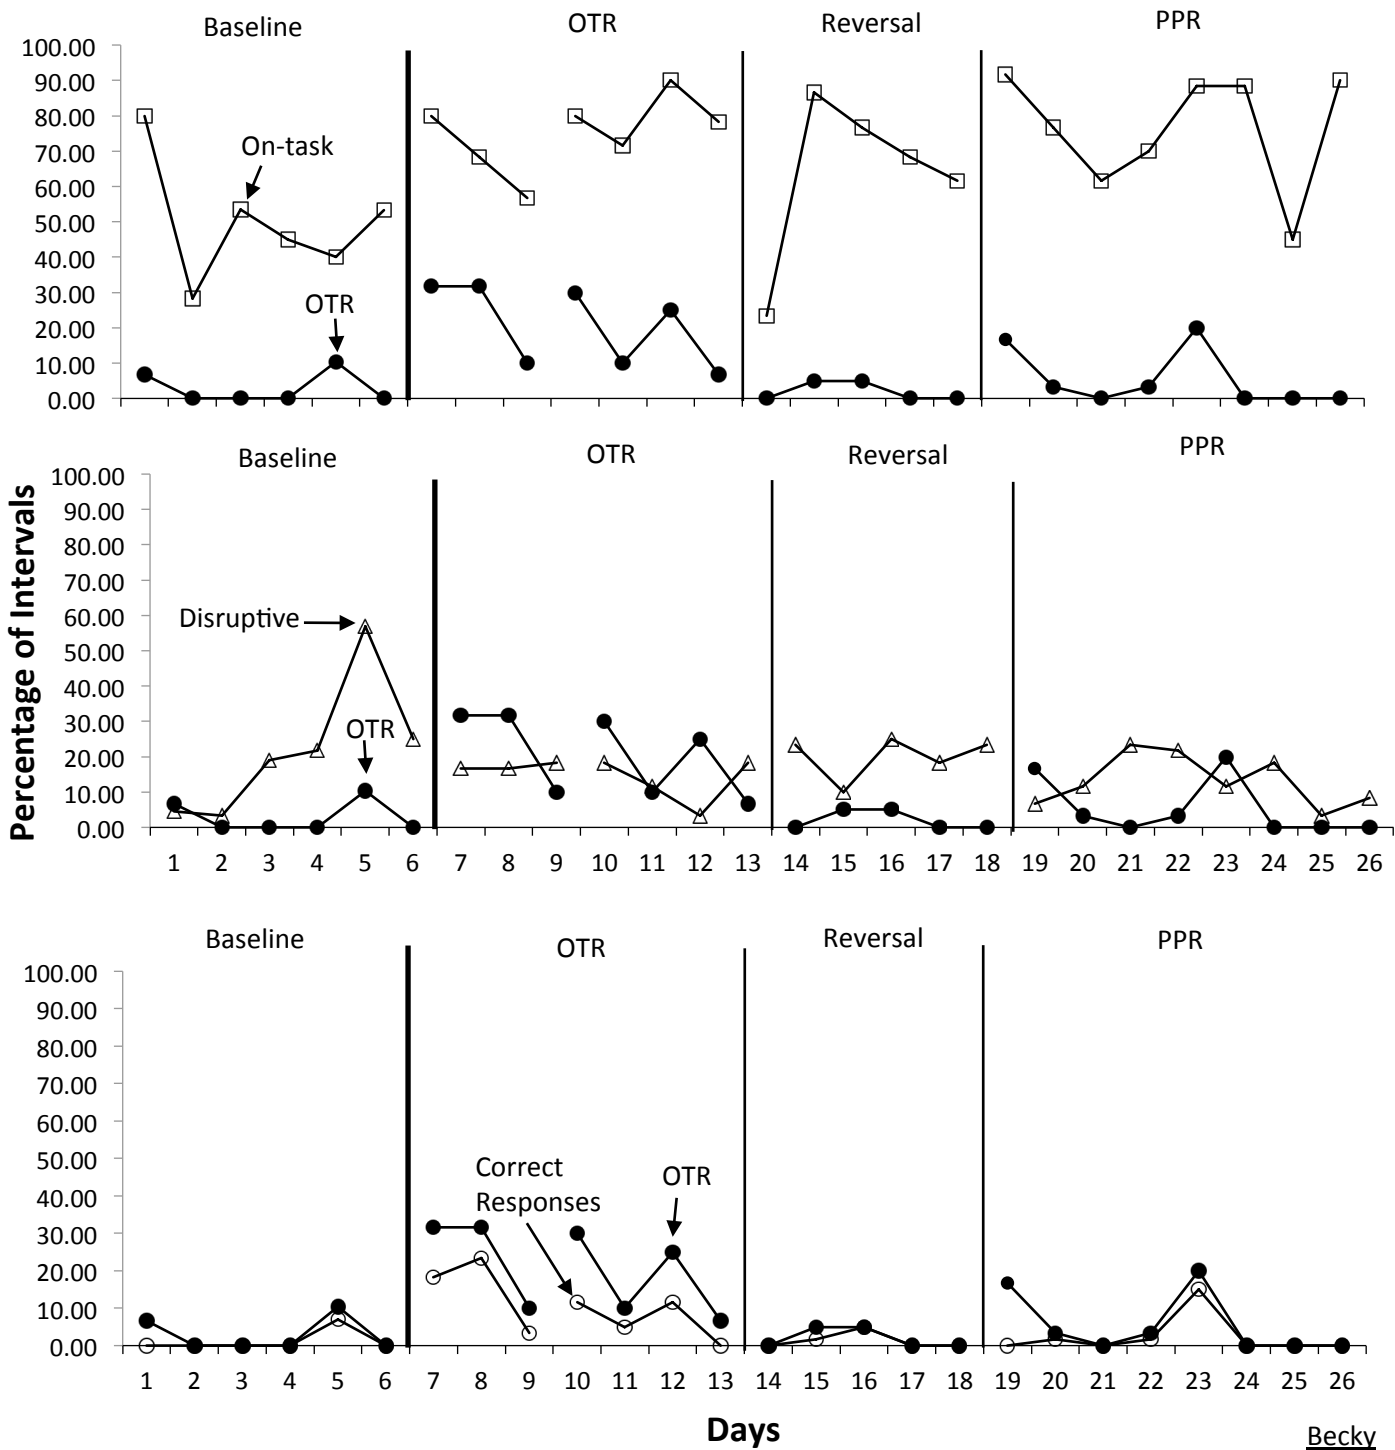 Baseline OTR Reversal PPR
100.00
90.00
80.00
70.00
60.00
50.00
40.00
30.00
20.00
10.00
0.00
On-task
OTR
Baseline OTR Reversal PPR
100.00
90.00
80.00
70.00
60.00
50.00
40.00
30.00
20.00
10.00
0.00
Disruptive
OTR
1 2 3 4 5 6 7 8 9 10 11 12 13 14 15 16 17 18 19 20 21 22 23 24 25 26
Percentage of Intervals
Baseline OTR Reversal PPR
100.00
90.00
80.00
70.00
60.00
50.00
40.00
30.00
20.00
10.00
0.00
Correct
Responses
OTR
1 2 3 4 5 6 7 8 9 10 11 12 13 14 15 16 17 18 19 20 21 22 23 24 25 26
Days
Becky